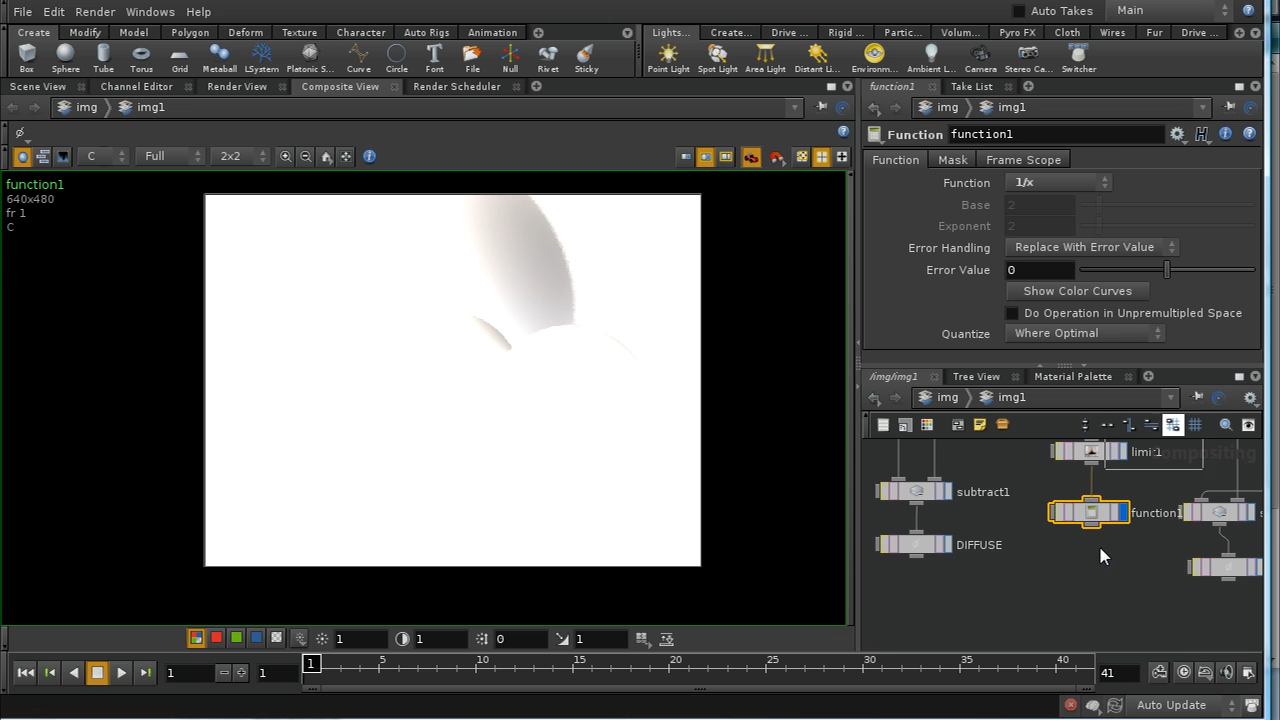 File Edit Render Windows Help Auto Takes Main
Create Modify Model Polygon Deform Texture Character Auto Rigs Animation Lights... Create... Drive ... Rigid ... Partic... Volum... Pyro FX Cloth Wires Fur Drive ...
Box Sphere Tube Torus Grid Metaball LSystem Platonic S... Curve Circle Font File Null Rivet Sticky Point Light Spot Light Area Light Distant Li... Environm... Ambient L... Camera Stereo Ca... Switcher
Scene View Channel Editor Render View Composite View Render Scheduler function1 Take List
img img1 img img1
Function function1
C Full 2x2 Function Mask Frame Scope
function1
640x480
fr 1
C
Function 1/x
Base 2
Exponent 2
Error Handling Replace With Error Value
Error Value 0
Show Color Curves
Do Operation in Unpremultiplied Space
Quantize Where Optimal
/img/img1 Tree View Material Palette
img img1
limit1
subtract1 function1
DIFFUSE
1 1 0 1
1 1 1 5 10 15 20 25 30 35 40 41
Auto Update